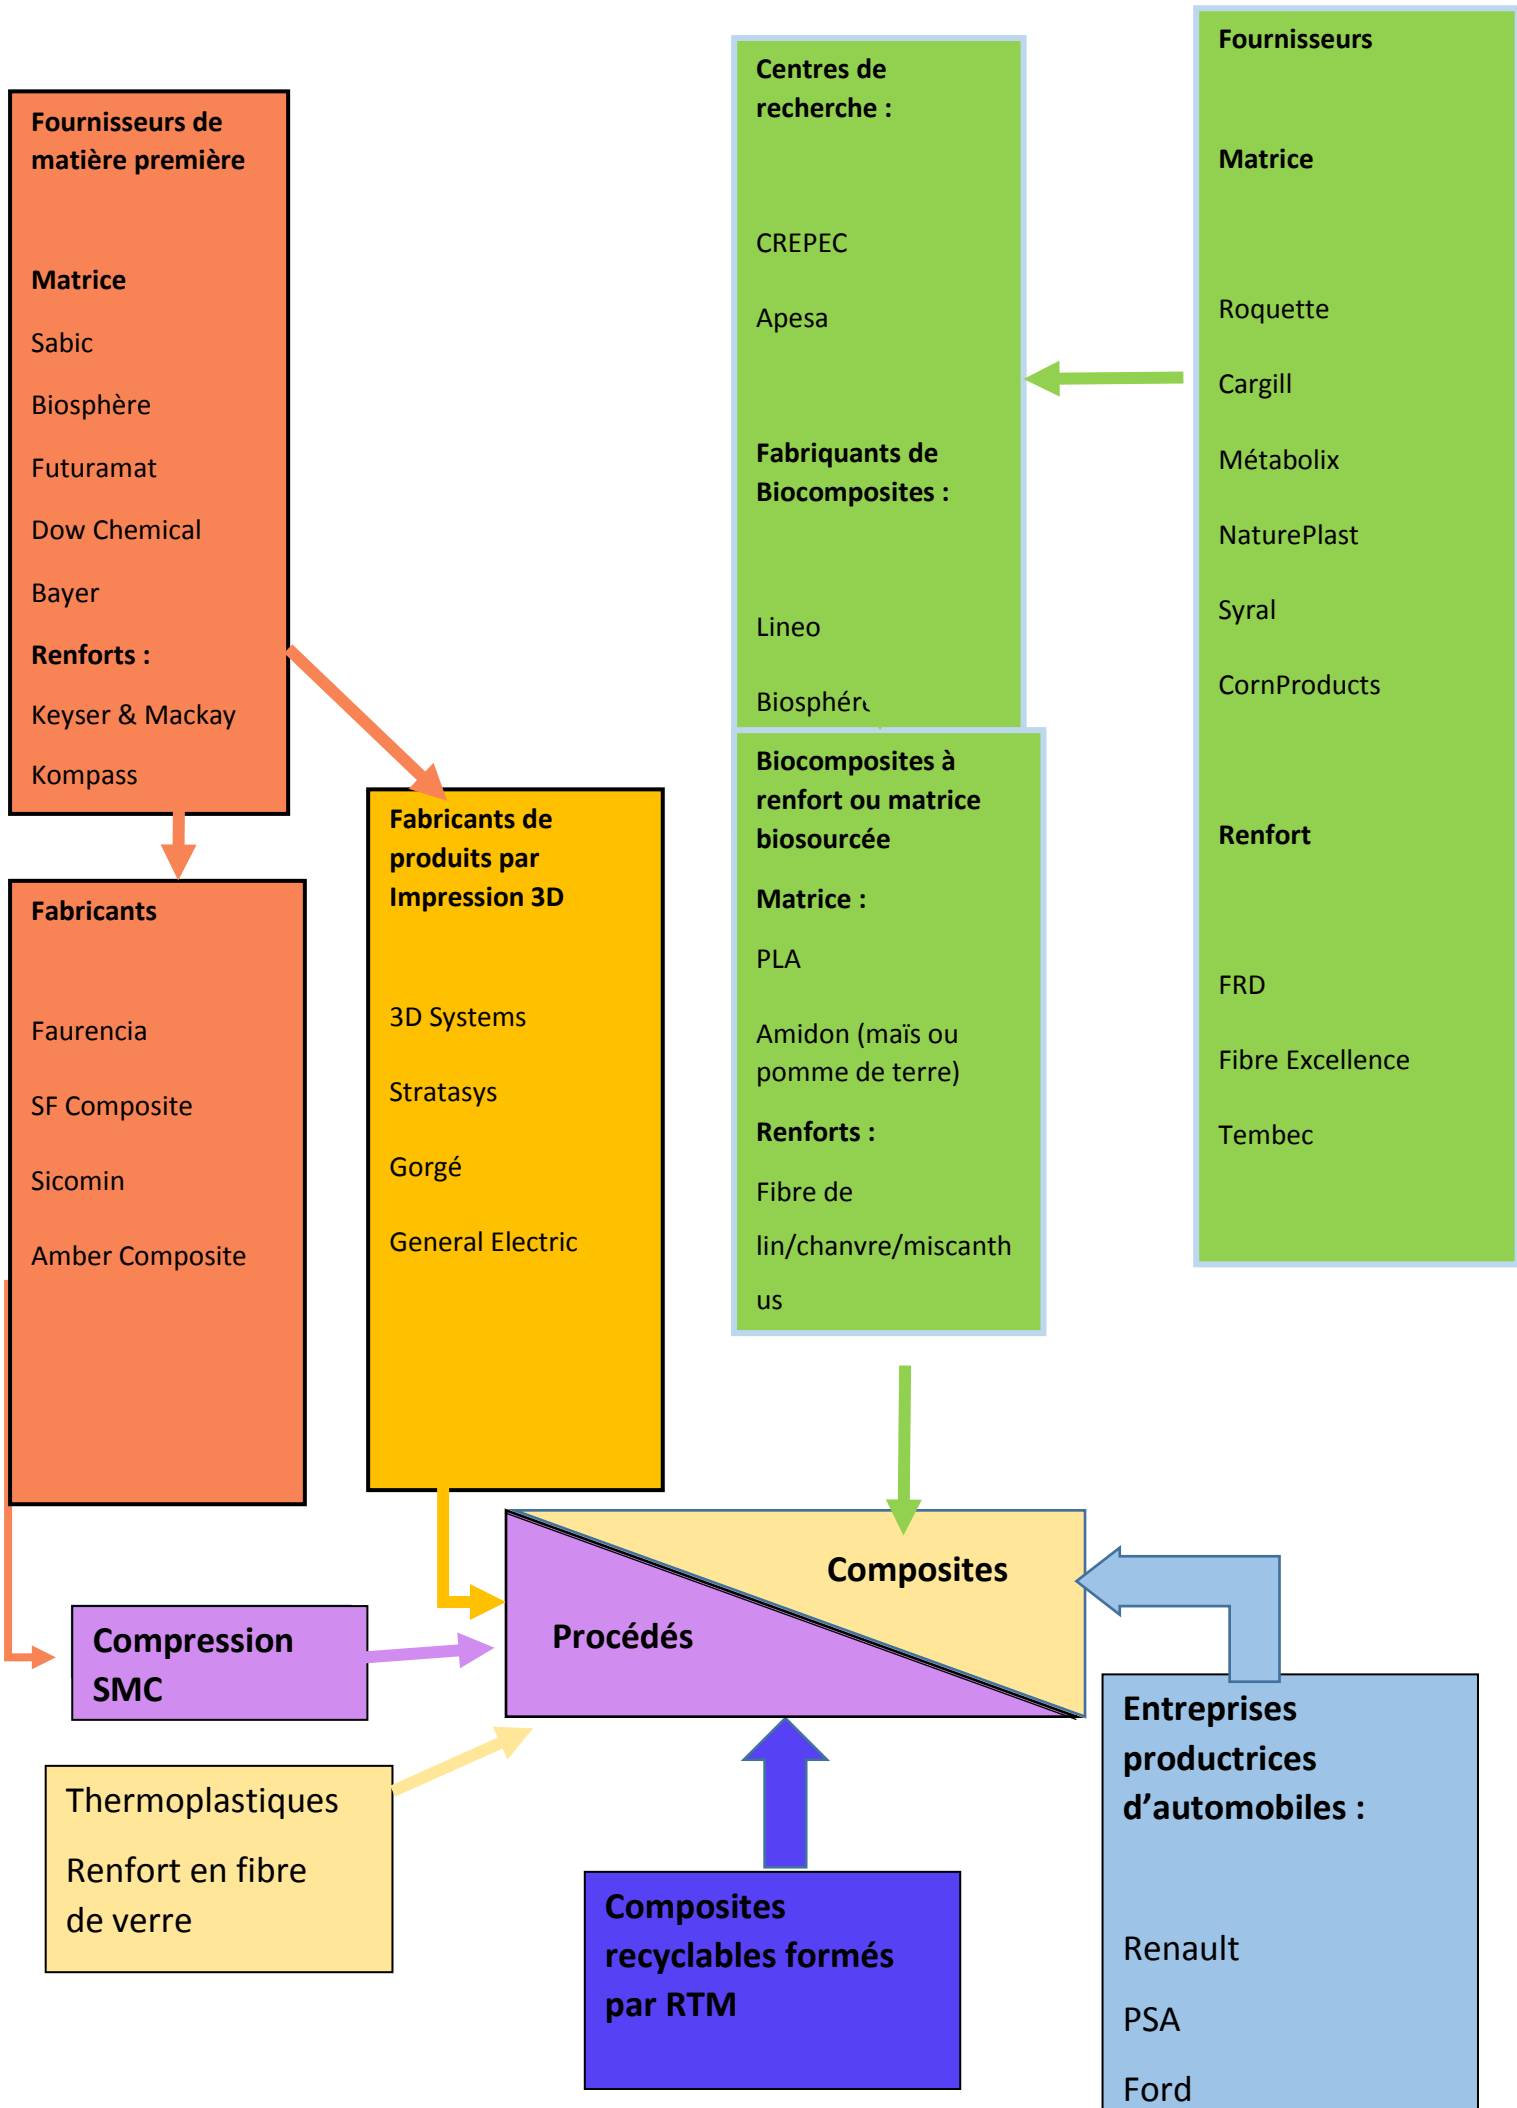 Fournisseurs de
matière première
Matrice
Sabic
Biosphère
Futuramat
Dow Chemical
Bayer
Renforts :
Keyser & Mackay
Kompass
Fabricants
Faurencia
SF Composite
Sicomin
Amber Composite
Fabricants de
produits par
Impression 3D
3D Systems
Stratasys
Gorgé
General Electric
Centres de
recherche :
CREPEC
Apesa
Fabriquants de
Biocomposites :
Lineo
Biosphére
Biocomposites à
renfort ou matrice
biosourcée
Matrice :
PLA
Amidon (maïs ou
pomme de terre)
Renforts :
Fibre de
lin/chanvre/miscanth
us
Fournisseurs
Matrice
Roquette
Cargill
Métabolix
NaturePlast
Syral
CornProducts
Renfort
FRD
Fibre Excellence
Tembec
Composites
Procédés
Compression
SMC
Thermoplastiques
Renfort en fibre
de verre
Composites
recyclables formés
par RTM
Entreprises
productrices
d’automobiles :
Renault
PSA
Ford